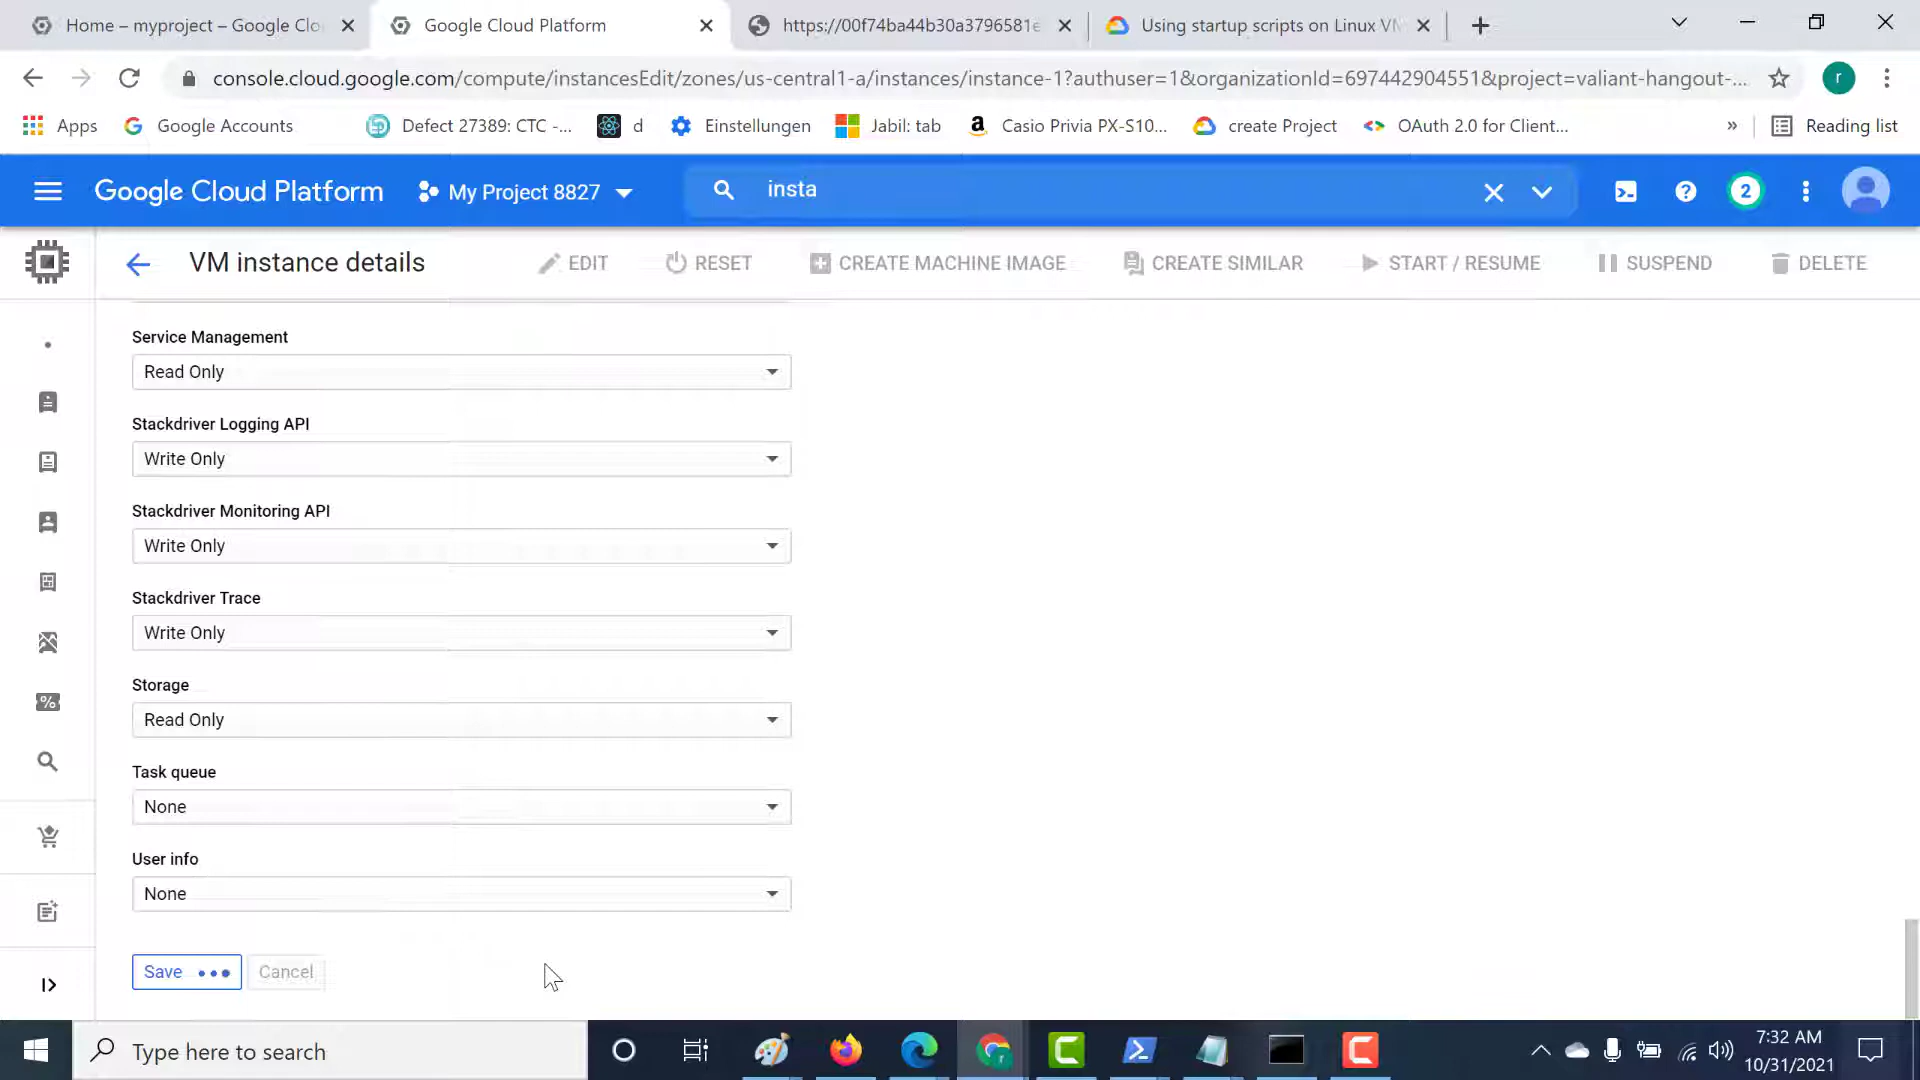 Home – myproject – Google Clo
Google Cloud Platform
https://00f74ba44b30a3796581e
Using startup scripts on Linux VM
console.cloud.google.com/compute/instancesEdit/zones/us-central1-a/instances/instance-1?authuser=1&organizationId=697442904551&project=valiant-hangout-...
r
Apps
Google Accounts
Defect 27389: CTC -...
d
Einstellungen
Jabil: tab
Casio Privia PX-S10...
create Project
OAuth 2.0 for Client...
»
Reading list
Google Cloud Platform
My Project 8827
insta
2
VM instance details
EDIT
RESET
CREATE MACHINE IMAGE
CREATE SIMILAR
START / RESUME
SUSPEND
DELETE
Service Management
Read Only
Stackdriver Logging API
Write Only
Stackdriver Monitoring API
Write Only
Stackdriver Trace
Write Only
Storage
Read Only
Task queue
None
User info
None
Save
Cancel
Type here to search
7:32 AM
10/31/2021